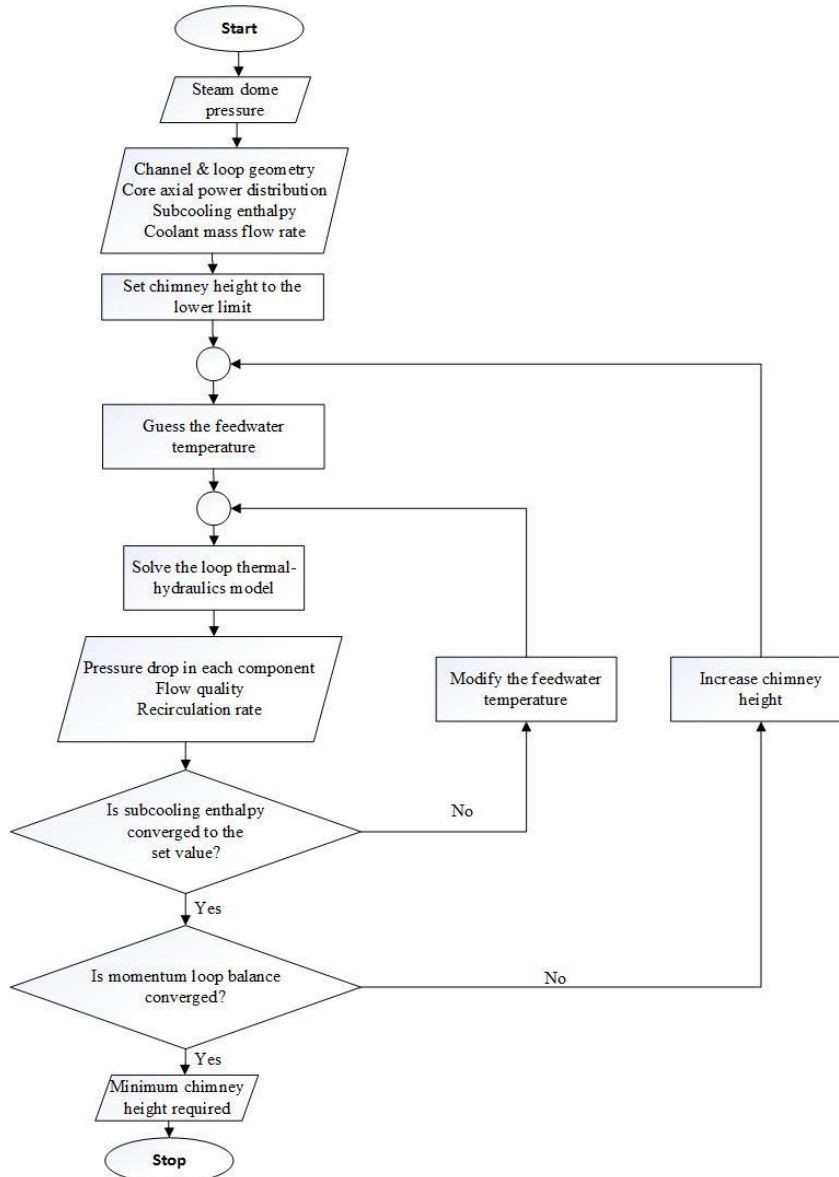 Start
Steam dome
pressure
Channel & loop geometry
Core axial power distribution
Subcooling enthalpy
Coolant mass flow rate
Set chimney height to the
lower limit
Guess the feedwater
temperature
Solve the loop thermal-
hydraulics model
Pressure drop in each component
Flow quality
Recirculation rate
Modify the feedwater
temperature
Increase chimney
height
Is subcooling enthalpy
converged to the
set value?
No
Yes
Is momentum loop balance
converged?
No
Yes
Minimum chimney
height required
Stop